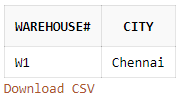 WAREHOUSE# CITY
W1 Chennai
Download CSV